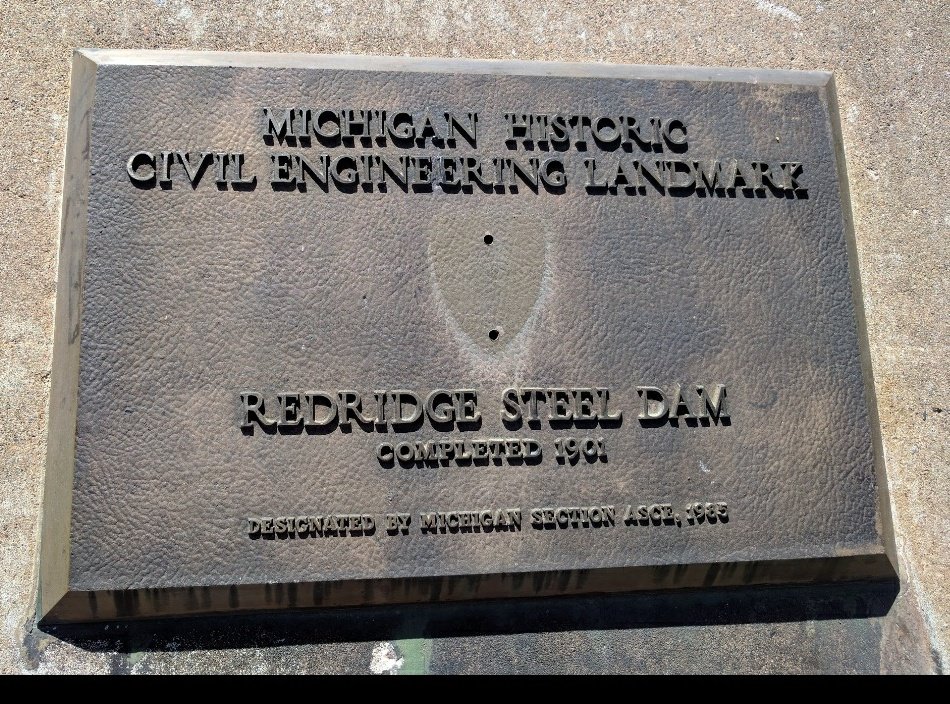 MICHIGAN HISTORIC
CIVIL ENGINEERING LANDMARK
REDRIDGE STEEL DAM
COMPLETED 1901
DESIGNATED BY MICHIGAN SECTION ASCE, 1985